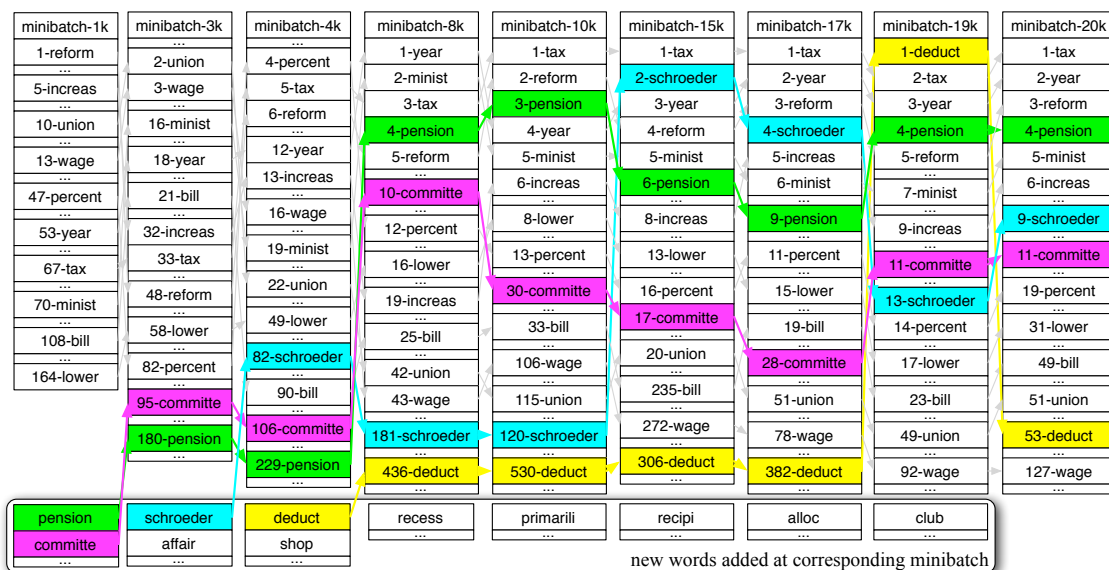 minibatch-1k
1-reform
...
5-increas
...
10-union
...
13-wage
...
47-percent
...
53-year
...
67-tax
...
70-minist
...
108-bill
...
164-lower
...
minibatch-3k
...
2-union
3-wage
...
16-minist
...
18-year
...
21-bill
...
32-increas
33-tax
...
48-reform
...
58-lower
...
82-percent
...
95-committe
...
180-pension
...
minibatch-4k
...
4-percent
5-tax
6-reform
...
12-year
13-increas
...
16-wage
...
19-minist
...
22-union
...
49-lower
...
82-schroeder
...
90-bill
...
106-committe
...
229-pension
...
minibatch-8k
1-year
2-minist
3-tax
4-pension
5-reform
...
10-committe
...
12-percent
...
16-lower
...
19-increas
...
25-bill
...
42-union
43-wage
...
181-schroeder
...
436-deduct
...
minibatch-10k
1-tax
2-reform
3-pension
4-year
5-minist
6-increas
...
8-lower
...
13-percent
...
30-committe
...
33-bill
...
106-wage
...
115-union
...
120-schroeder
...
530-deduct
...
minibatch-15k
1-tax
2-schroeder
3-year
4-reform
5-minist
6-pension
...
8-increas
...
13-lower
...
16-percent
17-committe
...
20-union
...
235-bill
...
272-wage
...
306-deduct
...
minibatch-17k
1-tax
2-year
3-reform
4-schroeder
5-increas
6-minist
...
9-pension
...
11-percent
...
15-lower
...
19-bill
...
28-committe
...
51-union
...
78-wage
...
382-deduct
...
minibatch-19k
1-deduct
2-tax
3-year
4-pension
5-reform
...
7-minist
...
9-increas
...
11-committe
...
13-schroeder
14-percent
...
17-lower
...
23-bill
...
49-union
...
92-wage
...
minibatch-20k
1-tax
2-year
3-reform
4-pension
5-minist
6-increas
...
9-schroeder
...
11-committe
...
19-percent
...
31-lower
...
49-bill
...
51-union
...
53-deduct
...
127-wage
...
pension
committe
...
schroeder
affair
...
deduct
shop
...
recess
...
primarili
...
recipi
...
alloc
...
club
...
new words added at corresponding minibatch